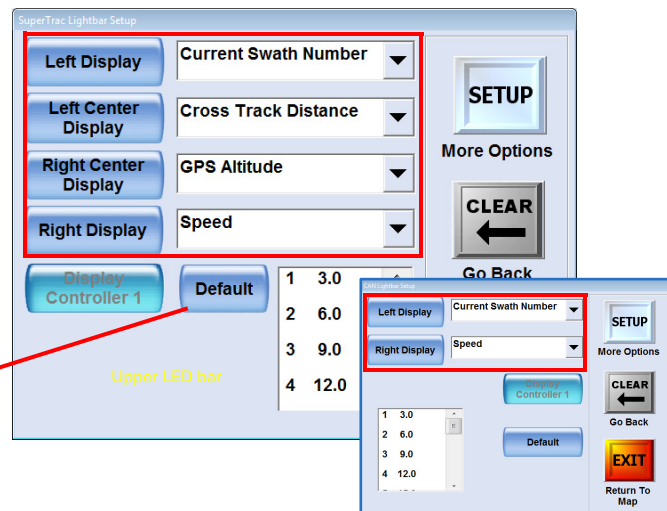 SuperTrac Lightbar Setup
Left Display
Current Swath Number
Left Center
Display
Cross Track Distance
Right Center
Display
GPS Altitude
Right Display
Speed
SETUP
More Options
CLEAR
Go Back
Display
Controller 1
Default
1 3.0
2 6.0
3 9.0
4 12.0
Upper LED bar
CAN Lightbar Setup
Left Display
Current Swath Number
Right Display
Speed
SETUP
More Options
CLEAR
Go Back
Display
Controller 1
Default
1 3.0
2 6.0
3 9.0
4 12.0
EXIT
Return To
Map